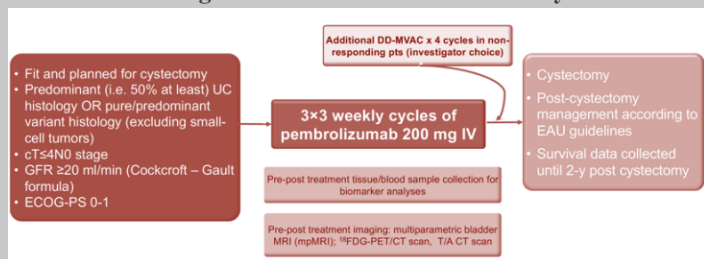 Additional DD-MVAC x 4 cycles in non-
responding pts (investigator choice)
• Fit and planned for cystectomy
• Predominant (i.e. 50% at least) UC
histology OR pure/predominant
variant histology (excluding small-
cell tumors)
• cT≤4N0 stage
• GFR ≥20 ml/min (Cockcroft – Gault
formula)
• ECOG-PS 0-1
3×3 weekly cycles of
pembrolizumab 200 mg IV
• Cystectomy
• Post-cystectomy
management according to
EAU guidelines
• Survival data collected
until 2-y post cystectomy
Pre-post treatment tissue/blood sample collection for
biomarker analyses
Pre-post treatment imaging: multiparametric bladder
MRI (mpMRI); ¹⁸FDG-PET/CT scan, T/A CT scan